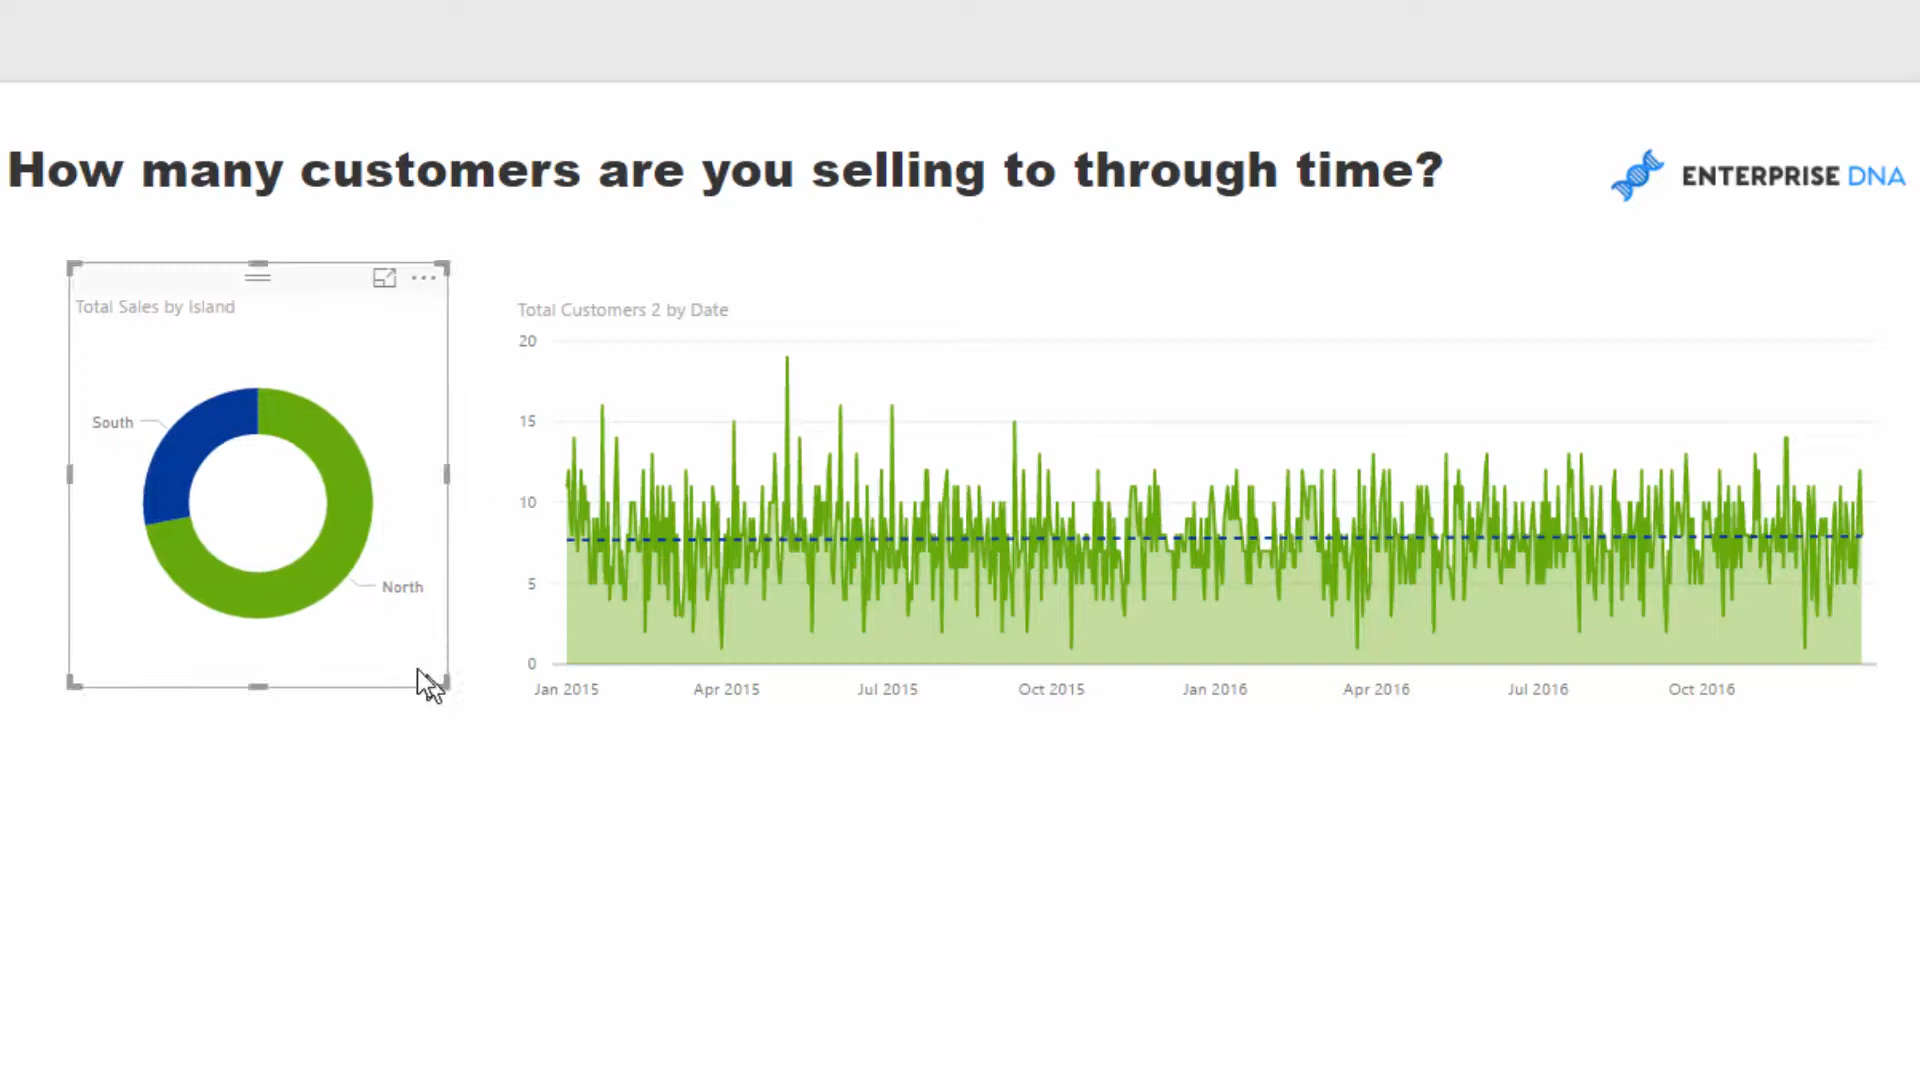 How many customers are you selling to through time?
ENTERPRISE DNA
Total Sales by Island
South
North
Total Customers 2 by Date
20
15
10
5
0
Jan 2015 Apr 2015 Jul 2015 Oct 2015 Jan 2016 Apr 2016 Jul 2016 Oct 2016